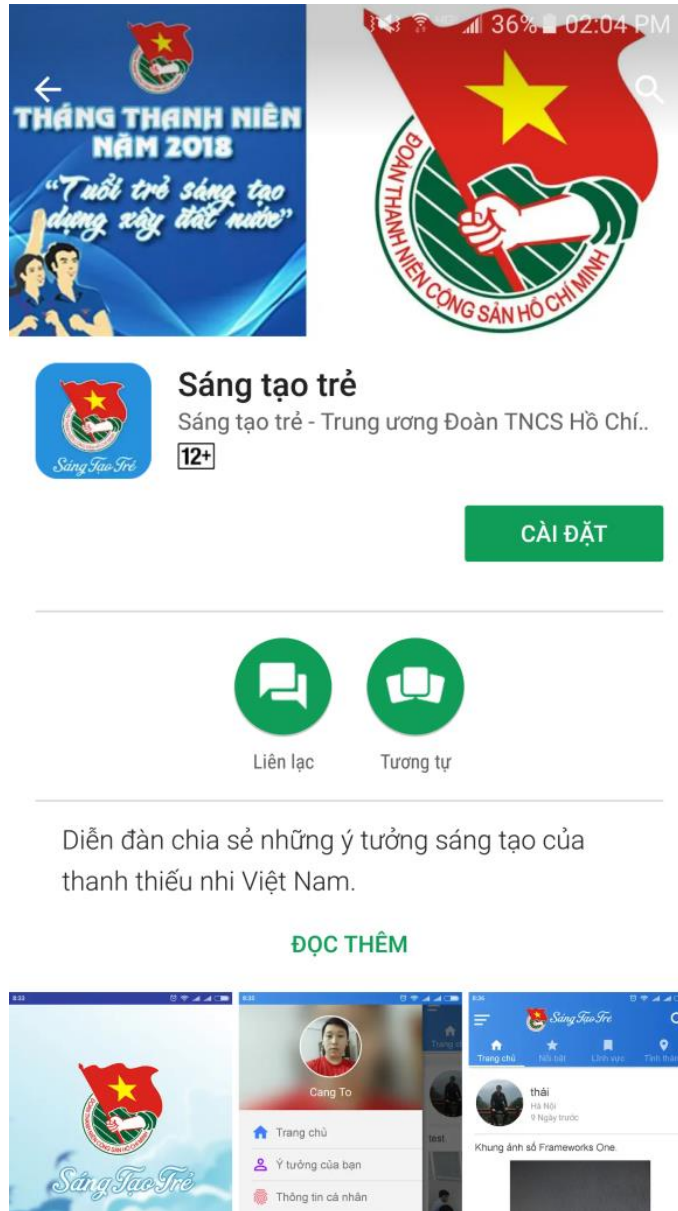 36% 02:04 PM
THÁNG THANH NIÊN
NĂM 2018
"Tuổi trẻ sáng tạo
dựng xây đất nước"
ĐOÀN THANH NIÊN CỘNG SẢN HỒ CHÍ MINH
Sáng tạo trẻ
Sáng tạo trẻ - Trung ương Đoàn TNCS Hồ Chí..
12+
Sáng Tạo Trẻ
CÀI ĐẶT
Liên lạc
Tương tự
Diễn đàn chia sẻ những ý tưởng sáng tạo của
thanh thiếu nhi Việt Nam.
ĐỌC THÊM
8:33
Sáng Tạo Trẻ
Cang To
Trang chủ
Ý tưởng của bạn
Thông tin cá nhân
test
Sáng Tạo Trẻ
Trang chủ
Nổi bật
Lĩnh vực
thái
Hà Nội
9 Ngày trước
Khung ảnh số Frameworks One.